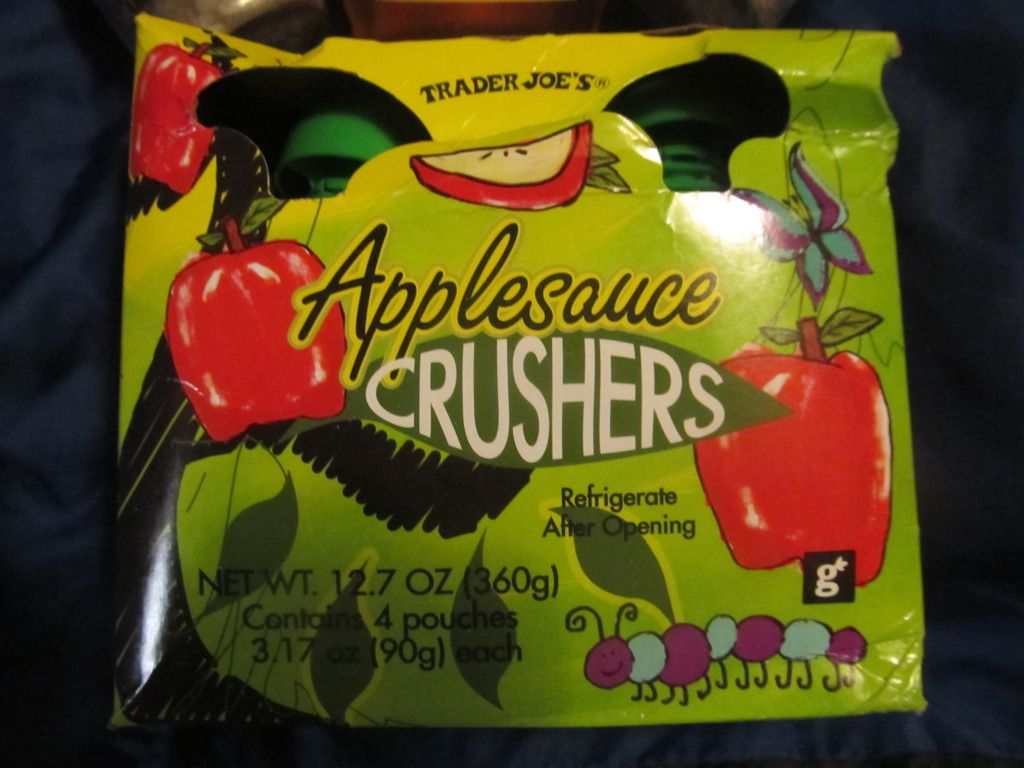 TRADER JOE'S®
Applesauce
CRUSHERS
Refrigerate
After Opening
NET WT. 12.7 OZ (360g)
Contains 4 pouches
3.17 oz (90g) each
g